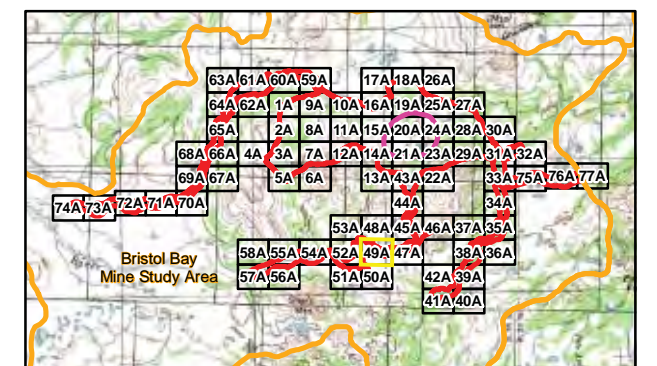 63A 61A 60A 59A 17A 18A 26A
64A 62A 1A 9A 10A 16A 19A 25A 27A
65A 2A 8A 11A 15A 20A 24A 28A 30A
68A 66A 4A 3A 7A 12A 14A 21A 23A 29A 31A 32A
69A 67A 5A 6A 13A 43A 22A 33A 75A 76A 77A
74A 73A 72A 71A 70A 44A 34A
53A 48A 45A 46A 37A 35A
58A 55A 54A 52A 49A 47A 38A 36A
Bristol Bay
Mine Study Area
57A 56A 51A 50A 42A 39A
41A 40A